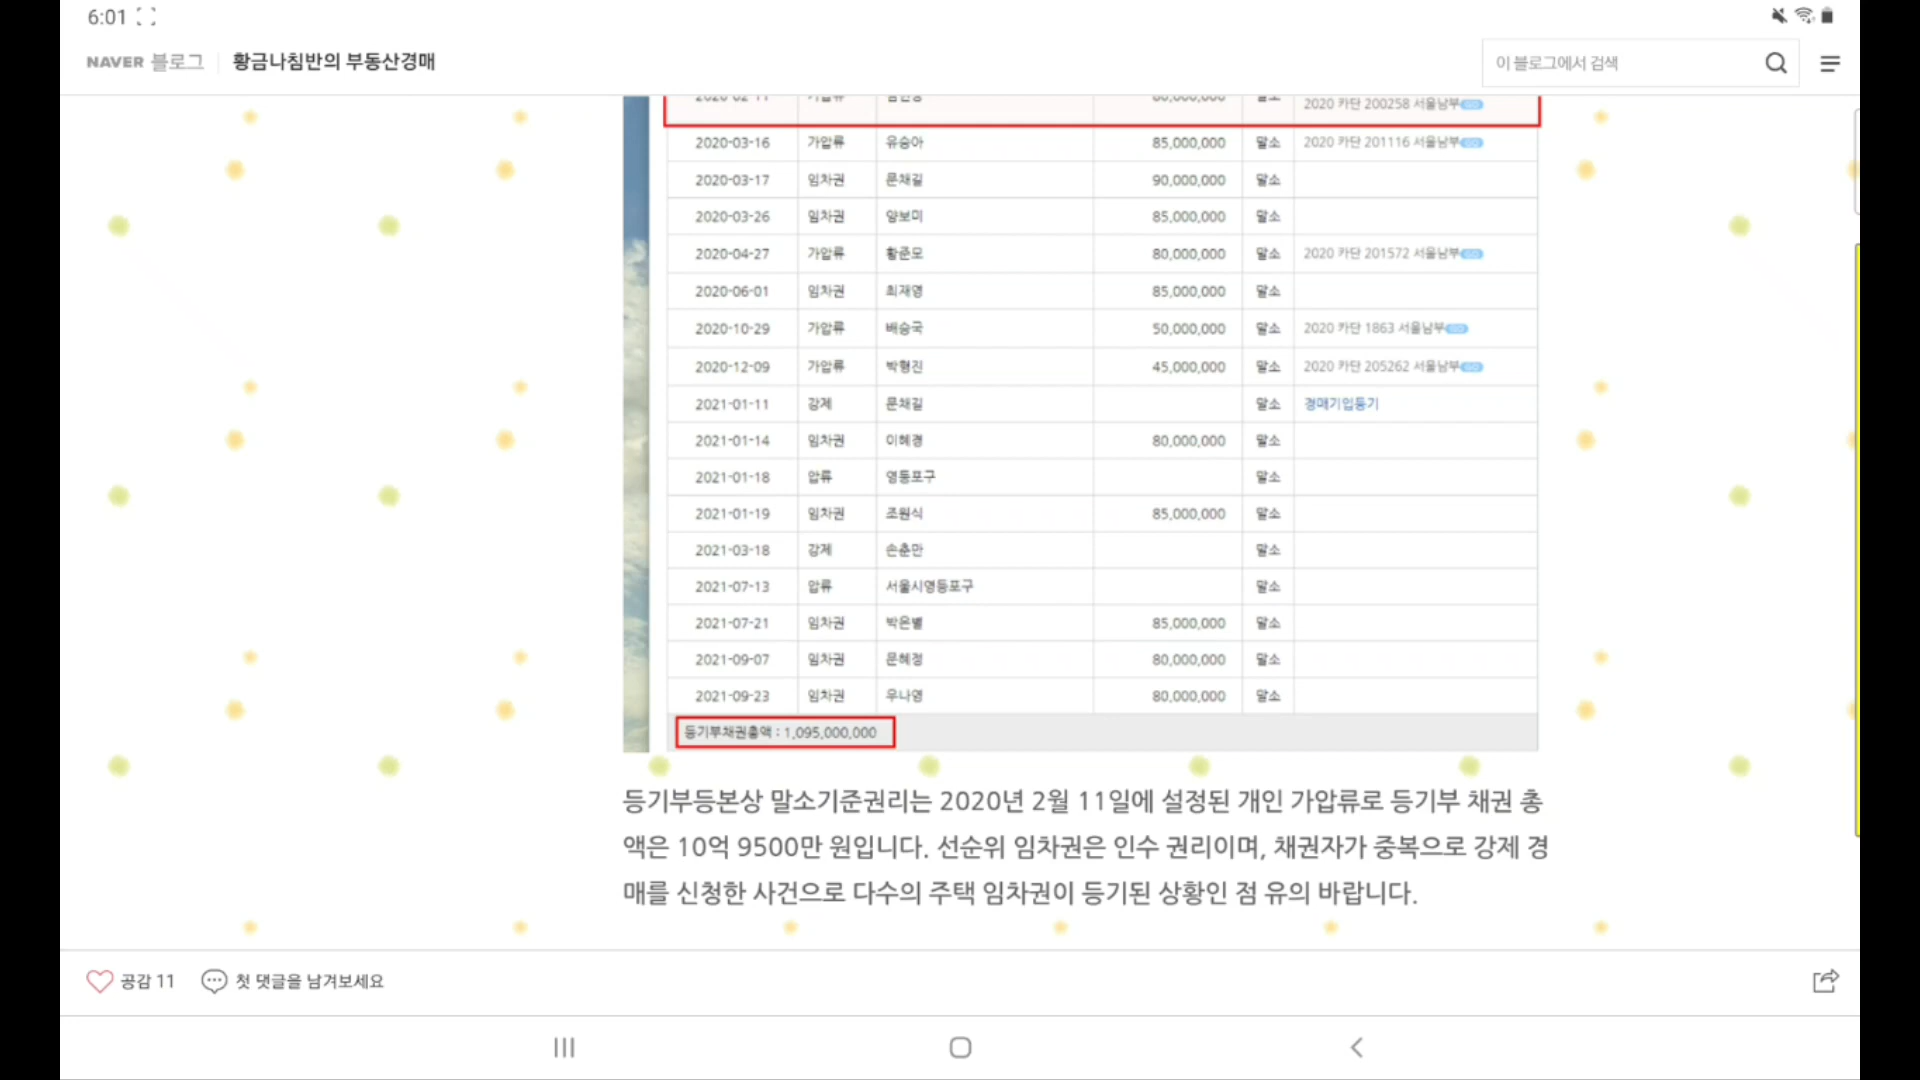 6:01
NAVER 블로그 황금나침반의 부동산경매
이 블로그에서 검색
2020 카단 200258 서울남부
2020-03-16 가압류 유승아 85,000,000 말소 2020 카단 201116 서울남부
2020-03-17 임차권 문채길 90,000,000 말소
2020-03-26 임차권 양보미 85,000,000 말소
2020-04-27 가압류 황준모 80,000,000 말소 2020 카단 201572 서울남부
2020-06-01 임차권 최재영 85,000,000 말소
2020-10-29 가압류 배승국 50,000,000 말소 2020 카단 1863 서울남부
2020-12-09 가압류 박형진 45,000,000 말소 2020 카단 205262 서울남부
2021-01-11 강제 문채길 말소 경매기입등기
2021-01-14 임차권 이혜경 80,000,000 말소
2021-01-18 압류 영등포구 말소
2021-01-19 임차권 조원식 85,000,000 말소
2021-03-18 강제 손춘만 말소
2021-07-13 압류 서울시영등포구 말소
2021-07-21 임차권 박은별 85,000,000 말소
2021-09-07 임차권 문혜정 80,000,000 말소
2021-09-23 임차권 우나영 80,000,000 말소
등기부채권총액 : 1,095,000,000
등기부등본상 말소기준권리는 2020년 2월 11일에 설정된 개인 가압류로 등기부 채권 총
액은 10억 9500만 원입니다. 선순위 임차권은 인수 권리이며, 채권자가 중복으로 강제 경
매를 신청한 사건으로 다수의 주택 임차권이 등기된 상황인 점 유의 바랍니다.
공감 11 첫 댓글을 남겨보세요